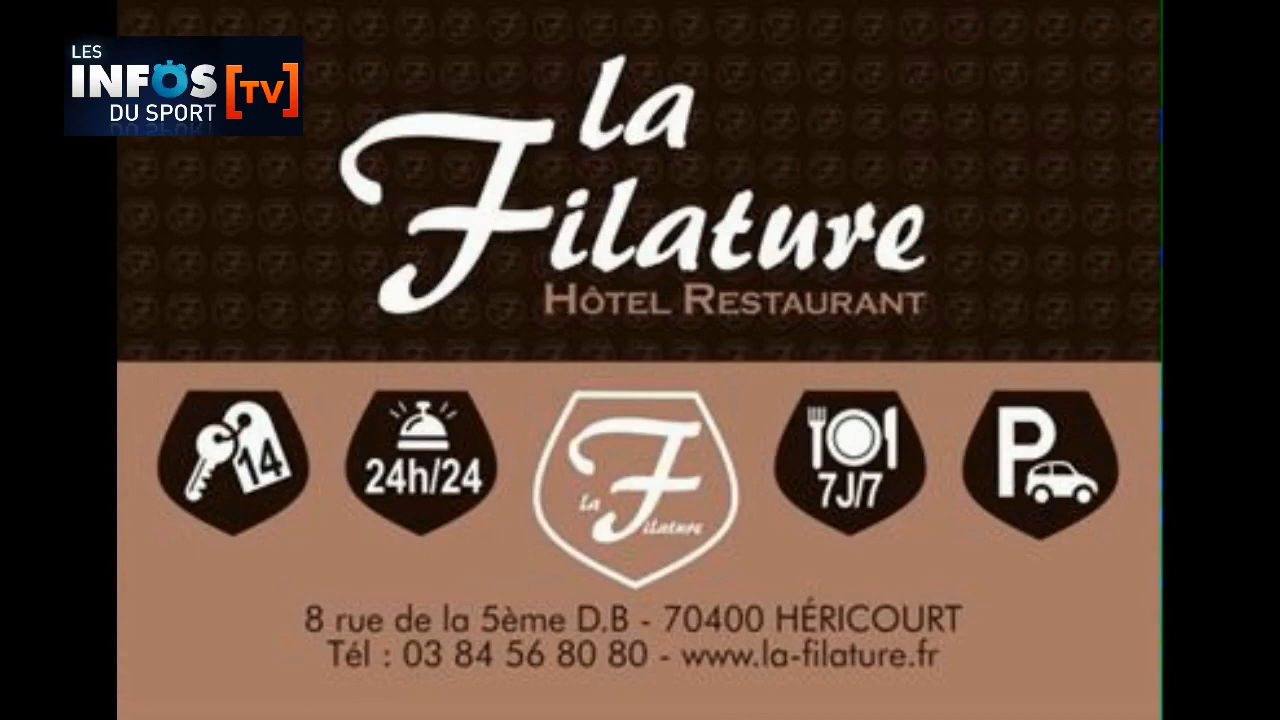 LES
INFOS
DU SPORT [TV]
la
Filature
HÔTEL RESTAURANT
14
24h/24
la Filature
7J/7
P
8 rue de la 5ème D.B - 70400 HÉRICOURT
Tél : 03 84 56 80 80 - www.la-filature.fr